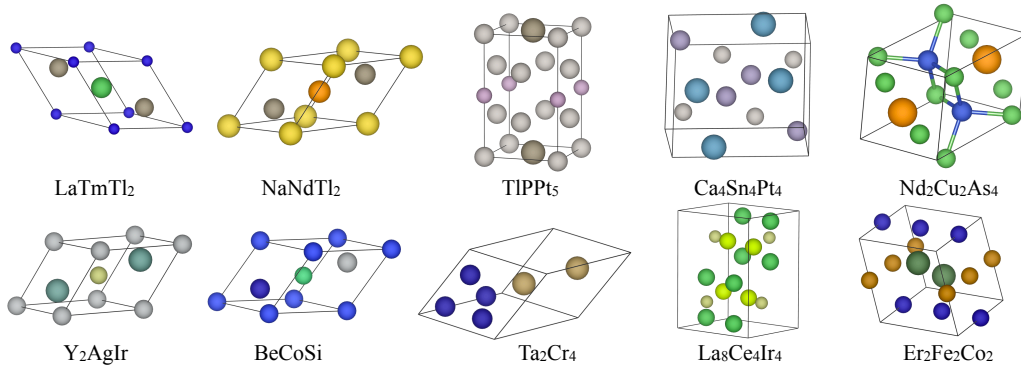 LaTmTl₂ NaNdTl₂ TlPPt₅ Ca₄Sn₄Pt₄ Nd₂Cu₂As₄
Y₂AgIr BeCoSi Ta₂Cr₄ La₈Ce₄Ir₄ Er₂Fe₂Co₂